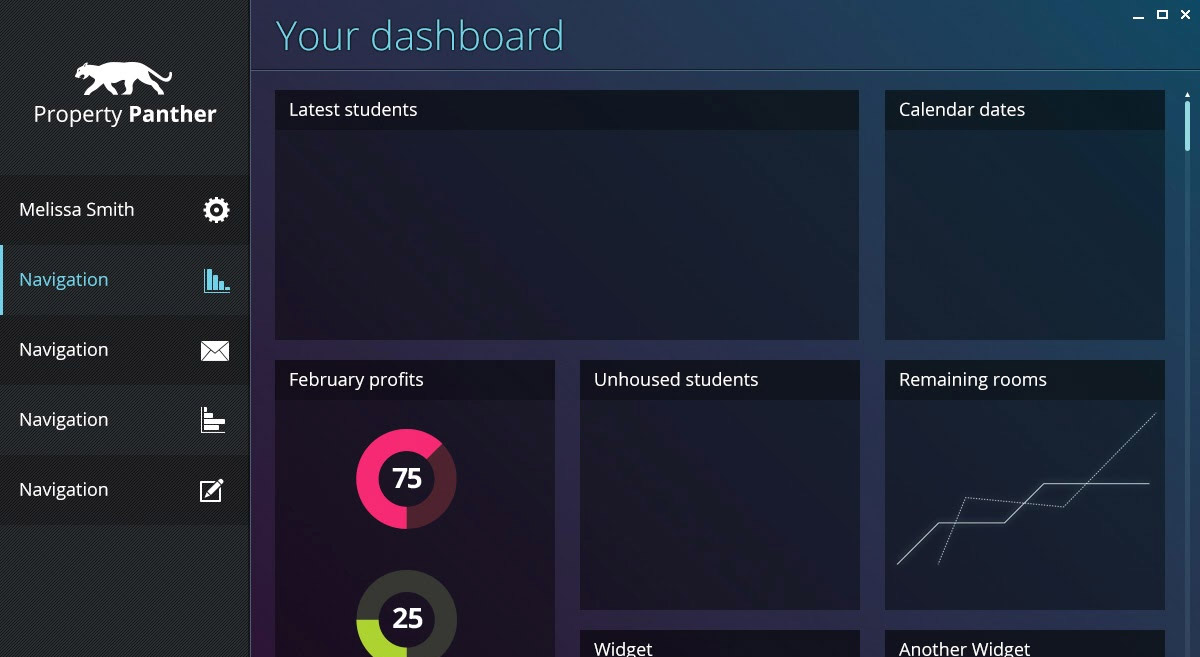 Your dashboard
Property Panther
Melissa Smith
Navigation
Navigation
Navigation
Navigation
Latest students
Calendar dates
February profits
75
25
Unhoused students
Remaining rooms
Widget
Another Widget